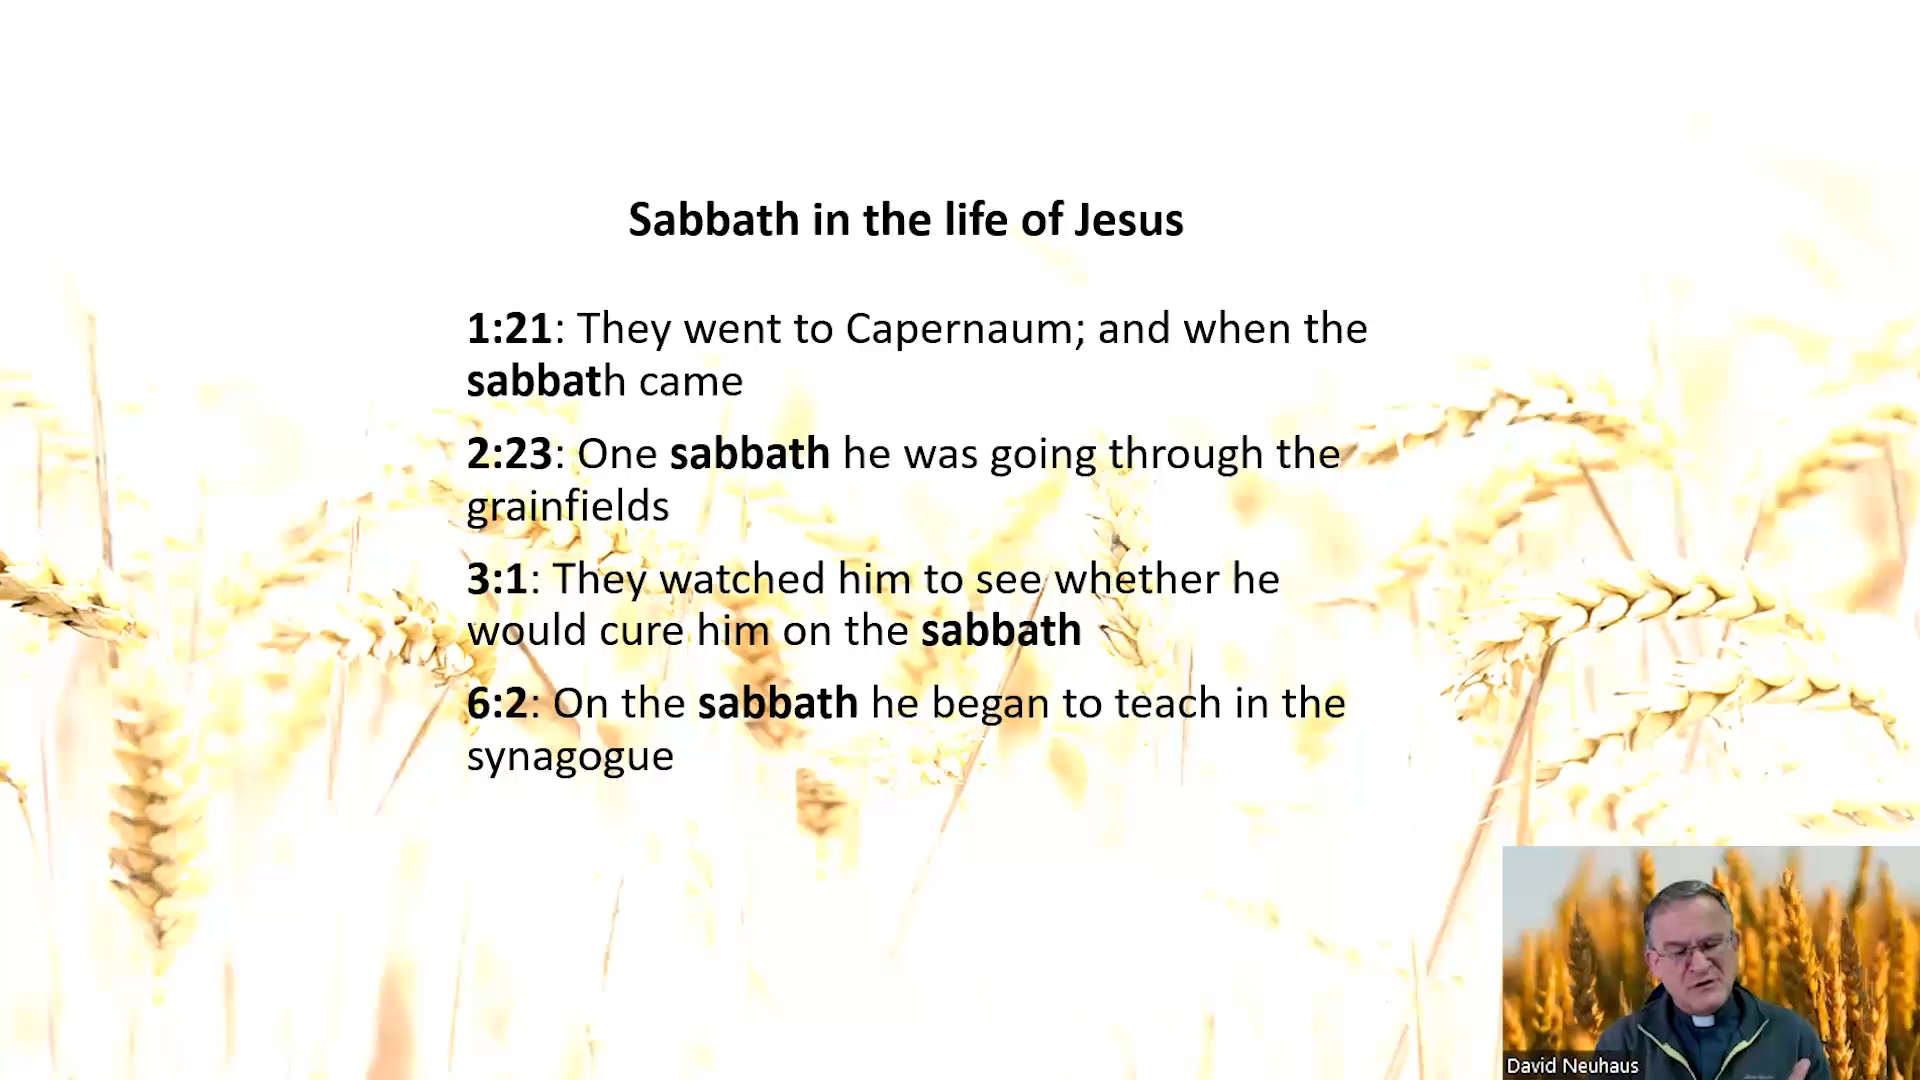 Sabbath in the life of Jesus
1:21: They went to Capernaum; and when the
sabbath came
2:23: One sabbath he was going through the
grainfields
3:1: They watched him to see whether he
would cure him on the sabbath
6:2: On the sabbath he began to teach in the
synagogue
David Neuhaus